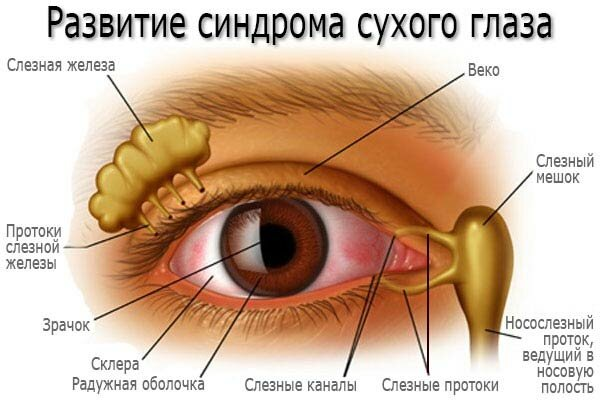 Развитие синдрома сухого глаза
Слезная железа
Веко
Слезный
мешок
Протоки
слезной
железы
Зрачок
Склера
Радужная оболочка
Слезные каналы
Слезные протоки
Носослезный
проток,
ведущий в
носовую
полость